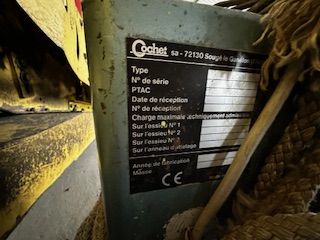 Cochet sa - 72130 Sougé le Ganelon
Type
N° de série
PTAC
Date de réception
N° de réception
Charge maximale techniquement admissible
Sur l'essieu N° 1
Sur l'essieu N° 2
Sur l'essieu N°
Sur l'anneau d'attelage
Année de fabrication
Masse
CE